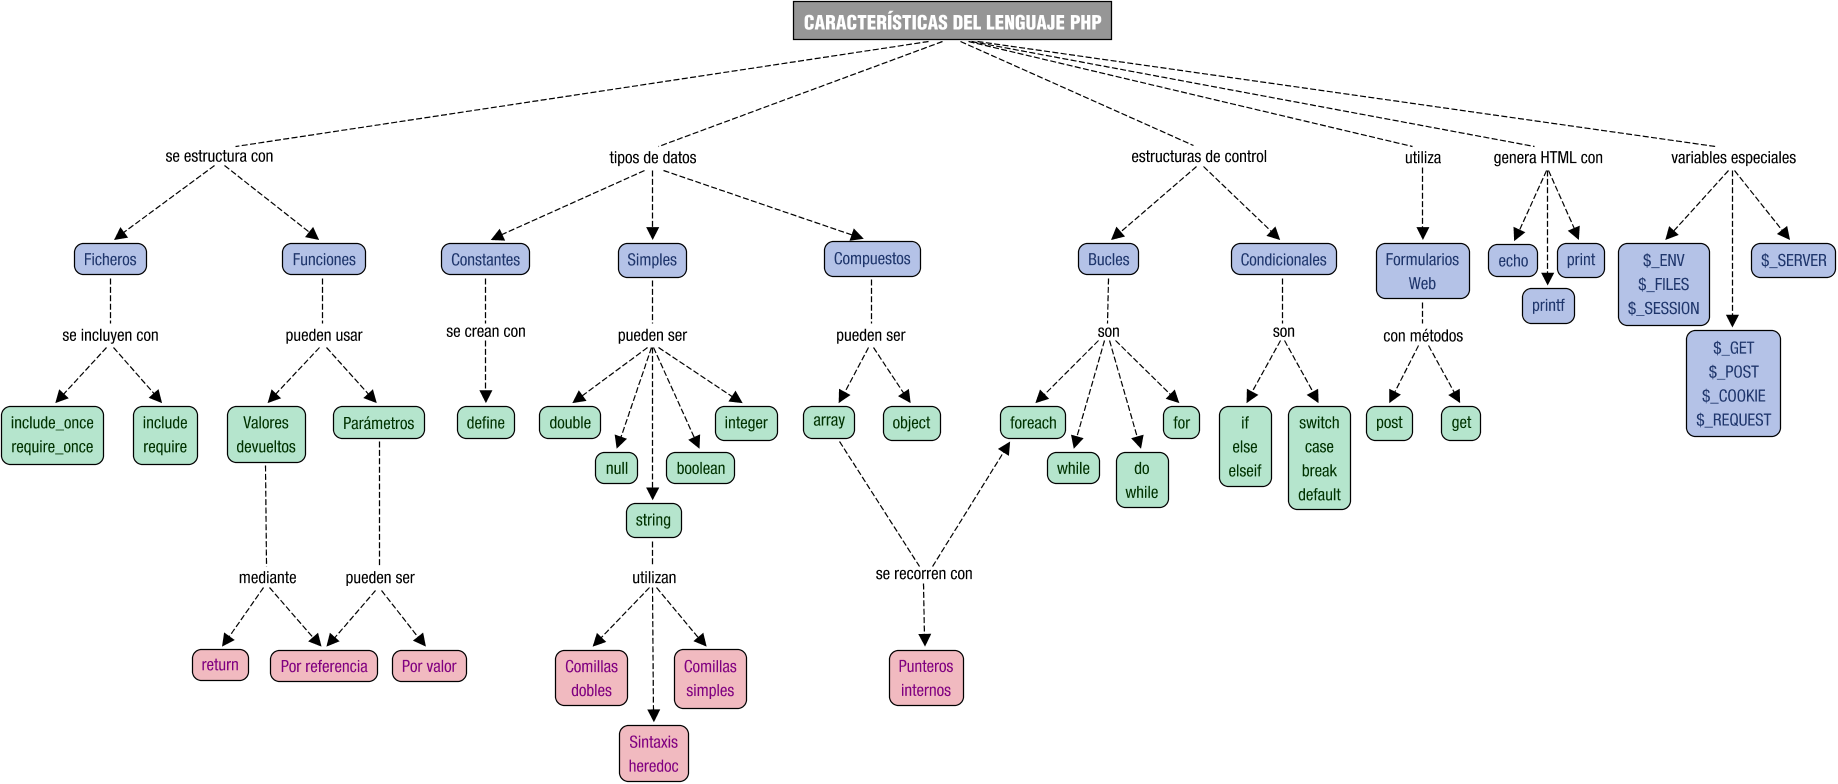 CARACTERÍSTICAS DEL LENGUAJE PHP
se estructura con
tipos de datos
estructuras de control
utiliza
genera HTML con
variables especiales
Ficheros
Funciones
Constantes
Simples
Compuestos
Bucles
Condicionales
Formularios
Web
echo
print
printf
$_ENV
$_FILES
$_SESSION
$_SERVER
$_GET
$_POST
$_COOKIE
$_REQUEST
se incluyen con
pueden usar
se crean con
pueden ser
pueden ser
son
son
con métodos
include_once
require_once
include
require
Valores
devueltos
Parámetros
define
double
null
string
boolean
integer
array
object
foreach
while
do
while
for
if
else
elseif
switch
case
break
default
post
get
mediante
pueden ser
utilizan
se recorren con
return
Por referencia
Por valor
Comillas
dobles
Sintaxis
heredoc
Comillas
simples
Punteros
internos